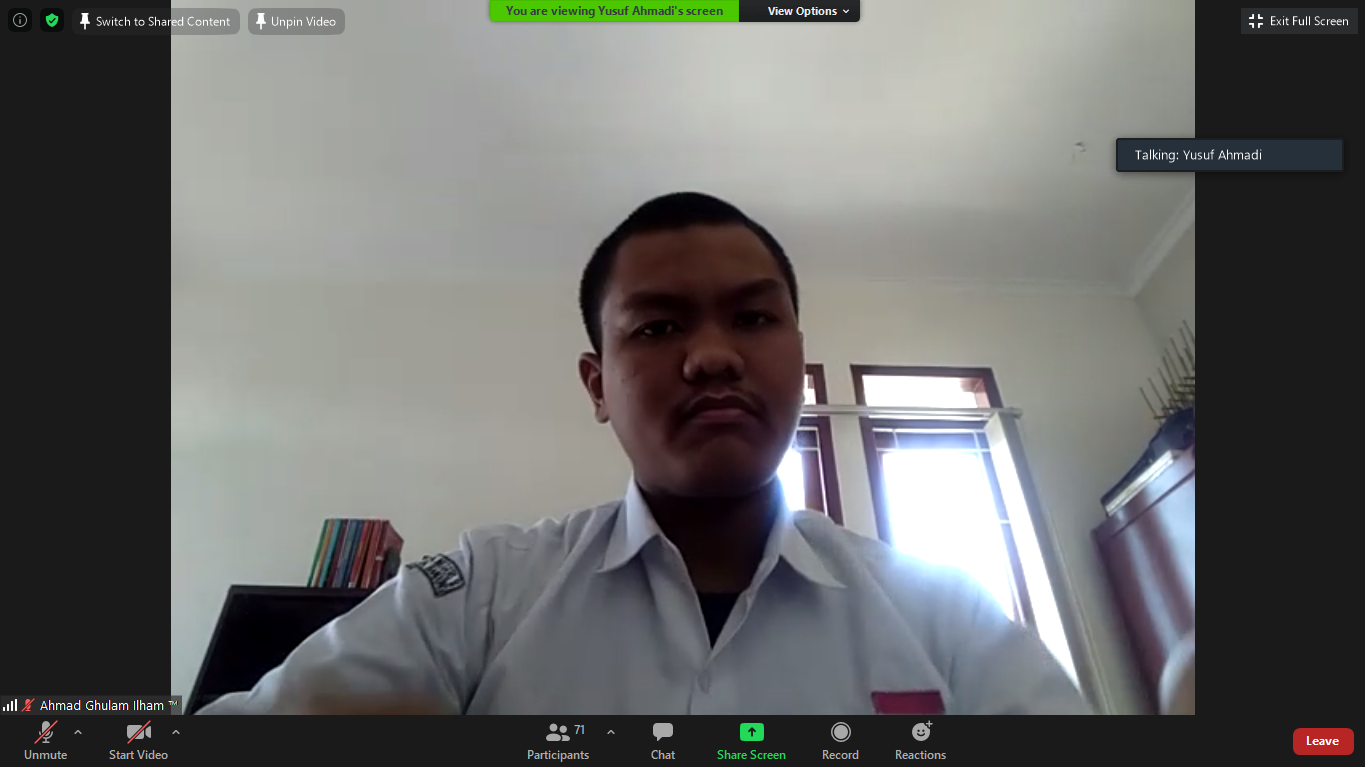 Switch to Shared Content
Unpin Video
You are viewing Yusuf Ahmadi's screen
View Options
Exit Full Screen
Talking: Yusuf Ahmadi
Ahmad Ghulam Ilham ™
Unmute
Start Video
Participants
71
Chat
Share Screen
Record
Reactions
Leave